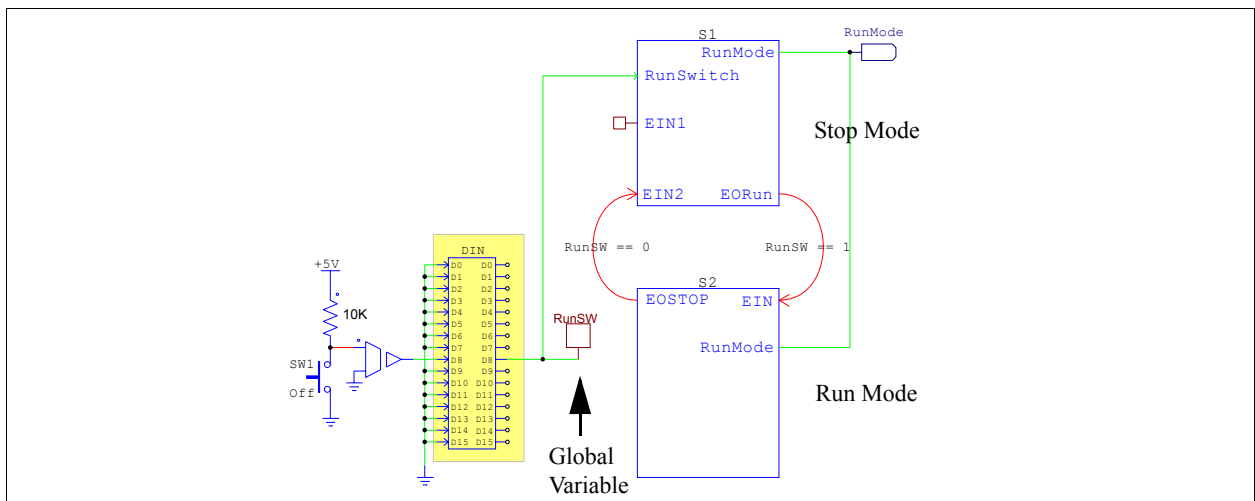 S1
RunMode
RunMode
RunSwitch
EIN1
Stop Mode
EIN2 EORun
RunSW == 0 RunSW == 1
S2
EOSTOP EIN
RunMode
Run Mode
DIN
D0 D0
D1 D1
D2 D2
D3 D3
D4 D4
D5 D5
D6 D6
D7 D7
D8 D8
D9 D9
D10 D10
D11 D11
D12 D12
D13 D13
D14 D14
D15 D15
+5V
10K
SW1
Off
RunSW
Global
Variable